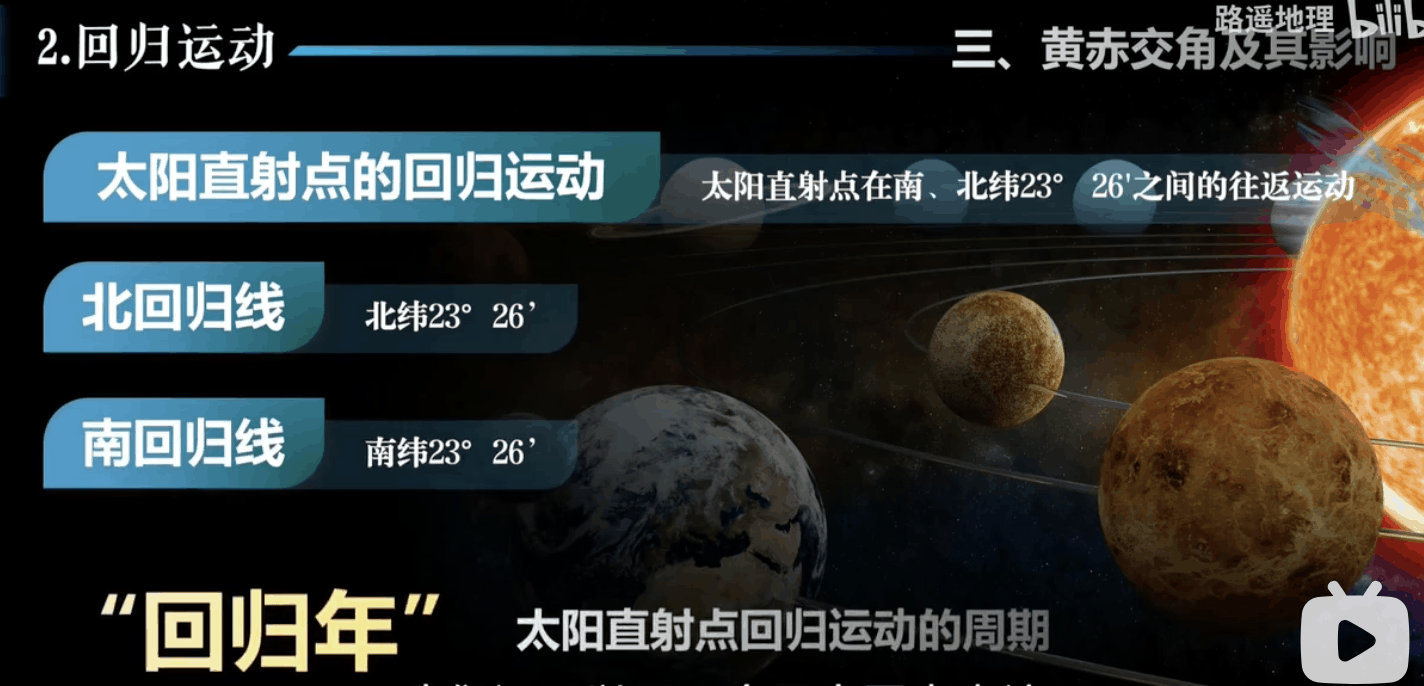 路遥地理 bilib
2.回归运动
三、黄赤交角及其影响
太阳直射点的回归运动
太阳直射点在南、北纬23° 26'之间的往返运动
北回归线
北纬23° 26’
南回归线
南纬23° 26’
“回归年”
太阳直射点回归运动的周期